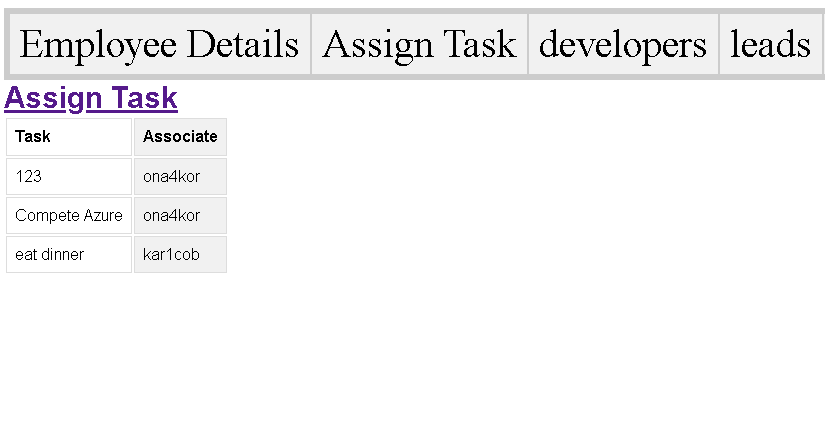 Employee Details Assign Task developers leads
Assign Task
Task Associate
123 ona4kor
Compete Azure ona4kor
eat dinner kar1cob